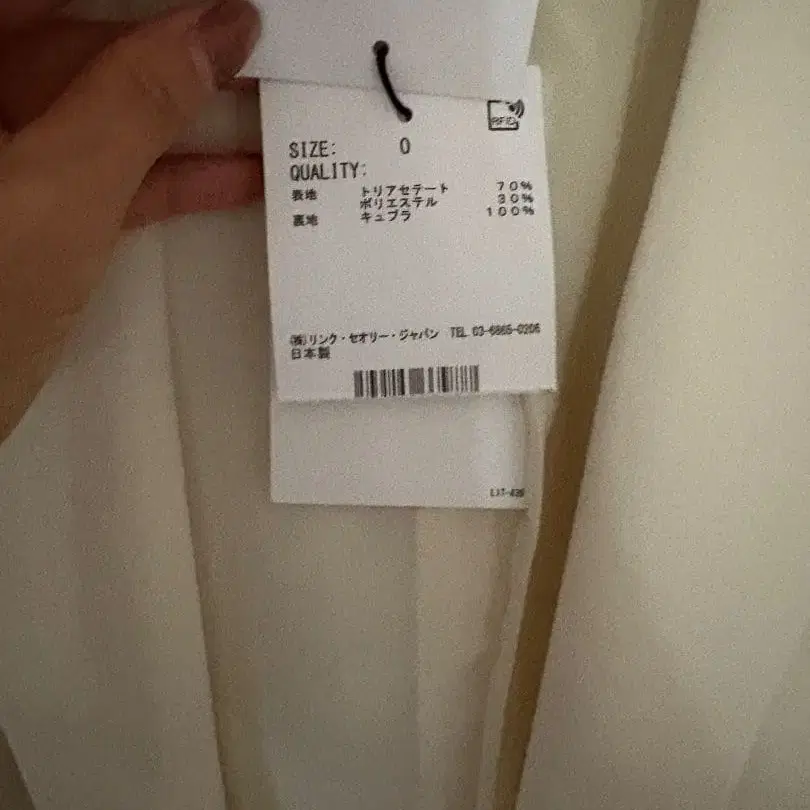 RFID
SIZE: 0
QUALITY:
表地 トリアセテート 70%
ポリエステル 30%
裏地 キュプラ 100%
(株)リンク・セオリー・ジャパン TEL 03-6865-0206
日本製